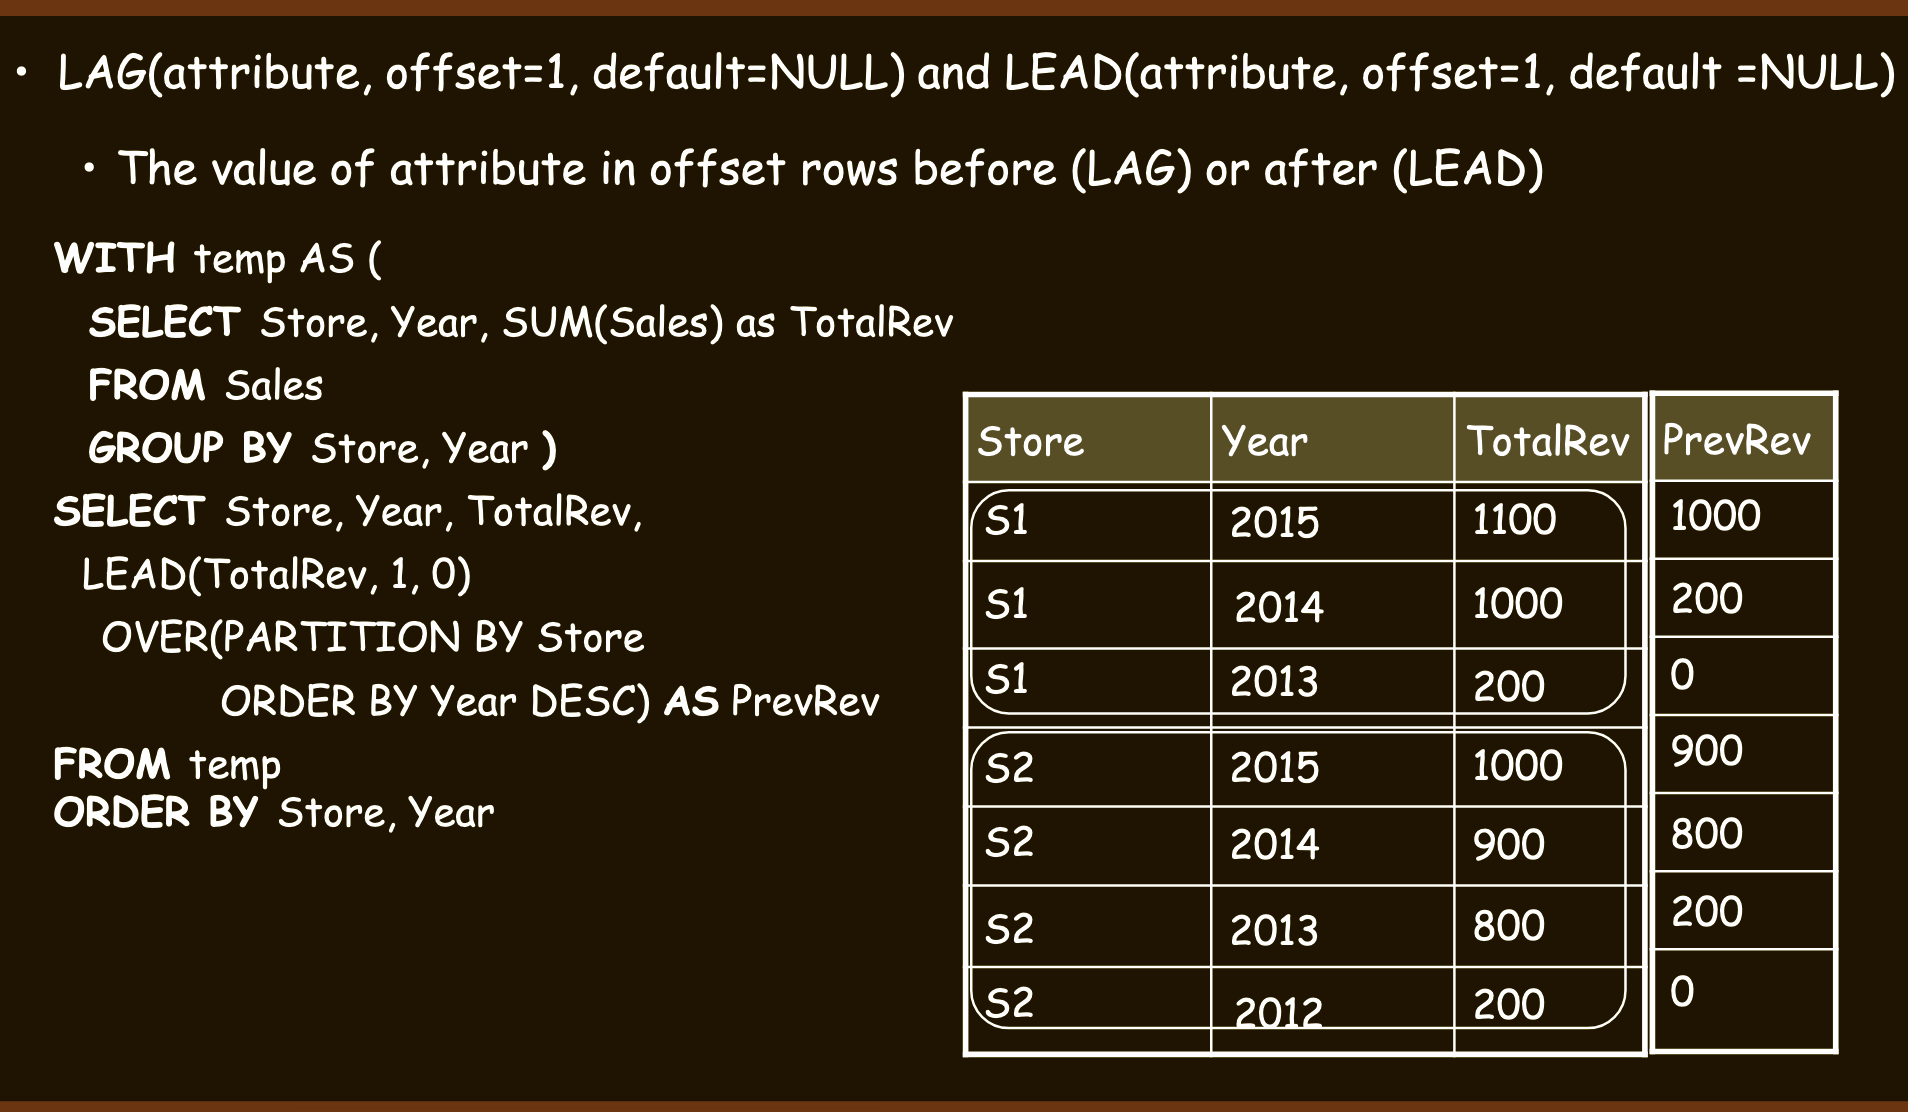 • LAG(attribute, offset=1, default=NULL) and LEAD(attribute, offset=1, default =NULL)
• The value of attribute in offset rows before (LAG) or after (LEAD)
WITH temp AS (
SELECT Store, Year, SUM(Sales) as TotalRev
FROM Sales
GROUP BY Store, Year )
SELECT Store, Year, TotalRev,
LEAD(TotalRev, 1, 0)
OVER(PARTITION BY Store
ORDER BY Year DESC) AS PrevRev
FROM temp
ORDER BY Store, Year
Store Year TotalRev PrevRev
S1 2015 1100 1000
S1 2014 1000 200
S1 2013 200 0
S2 2015 1000 900
S2 2014 900 800
S2 2013 800 200
S2 2012 200 0